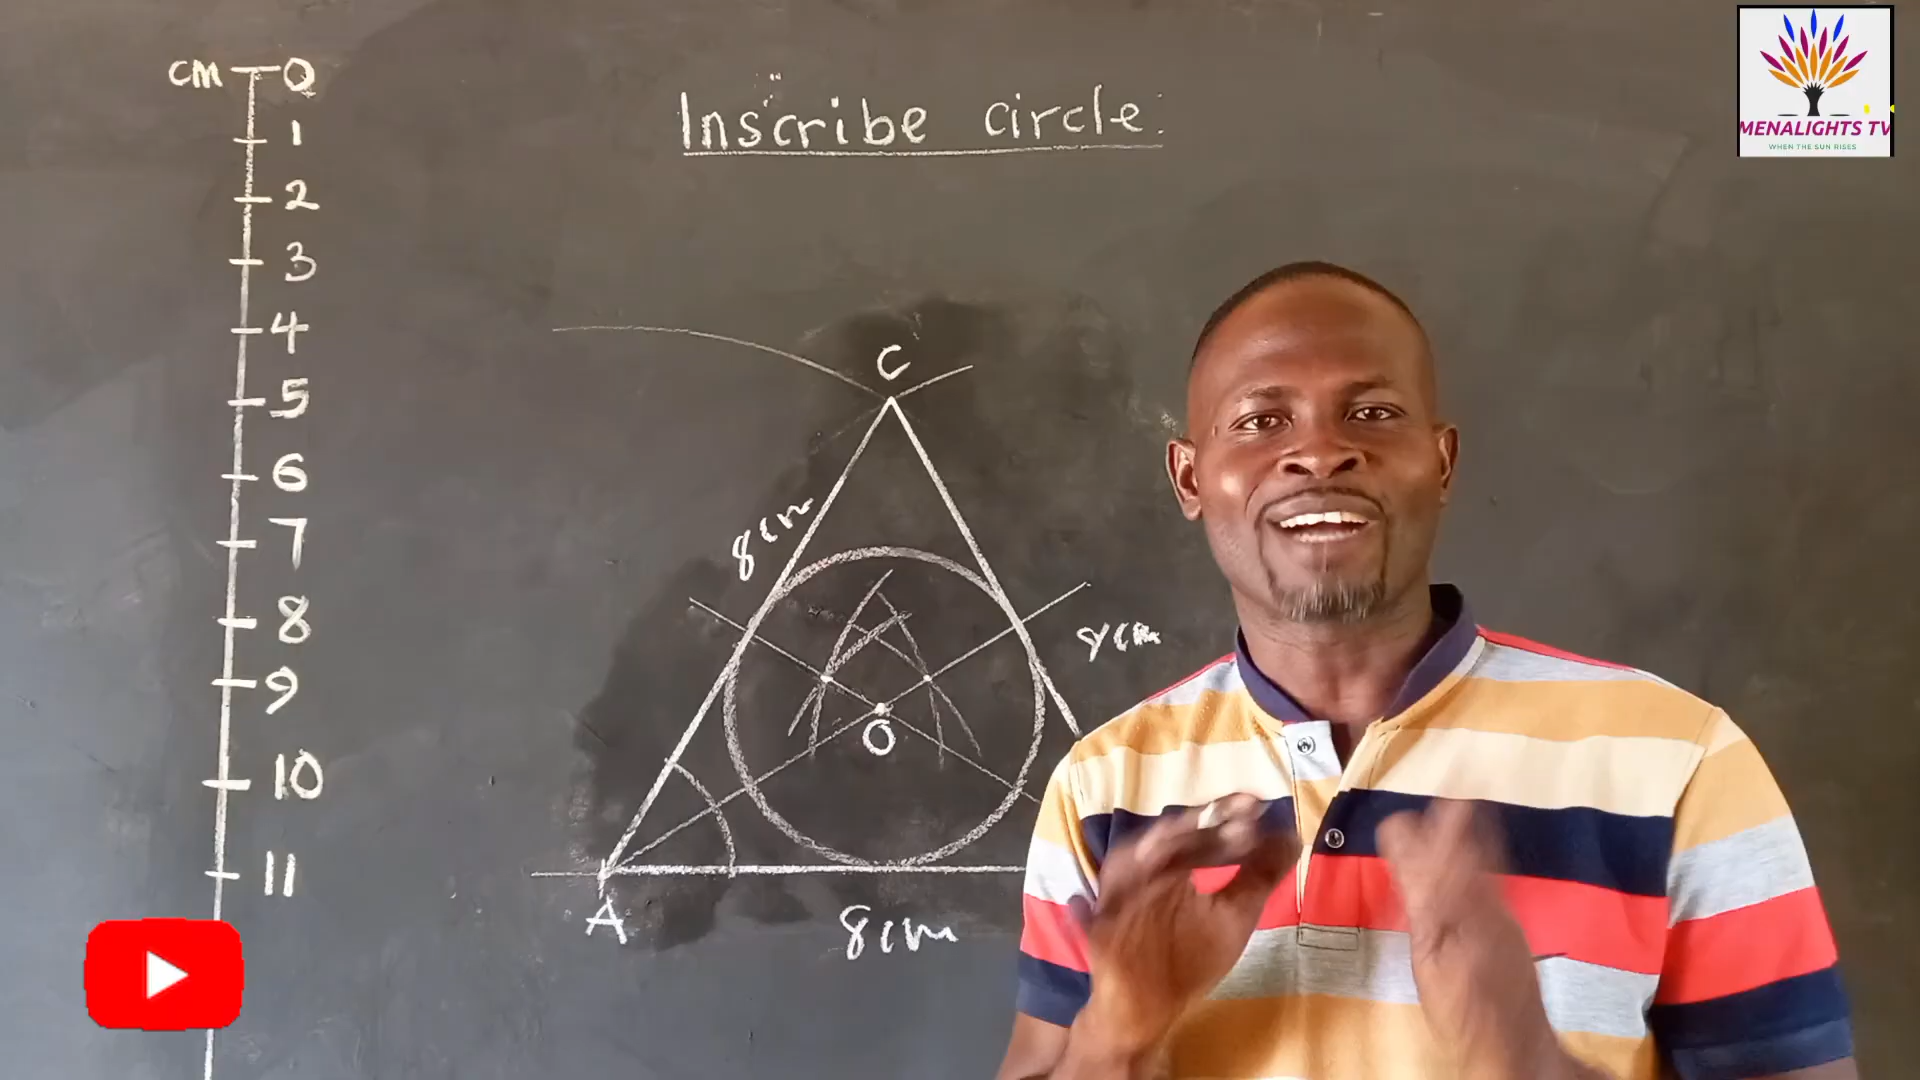 Inscribe circle:
cm 0
1
2
3
4
5
6
7
8
9
10
11
C
8cm
8cm
O
A
8cm
MENALIGHTS TV
WHEN THE SUN RISES